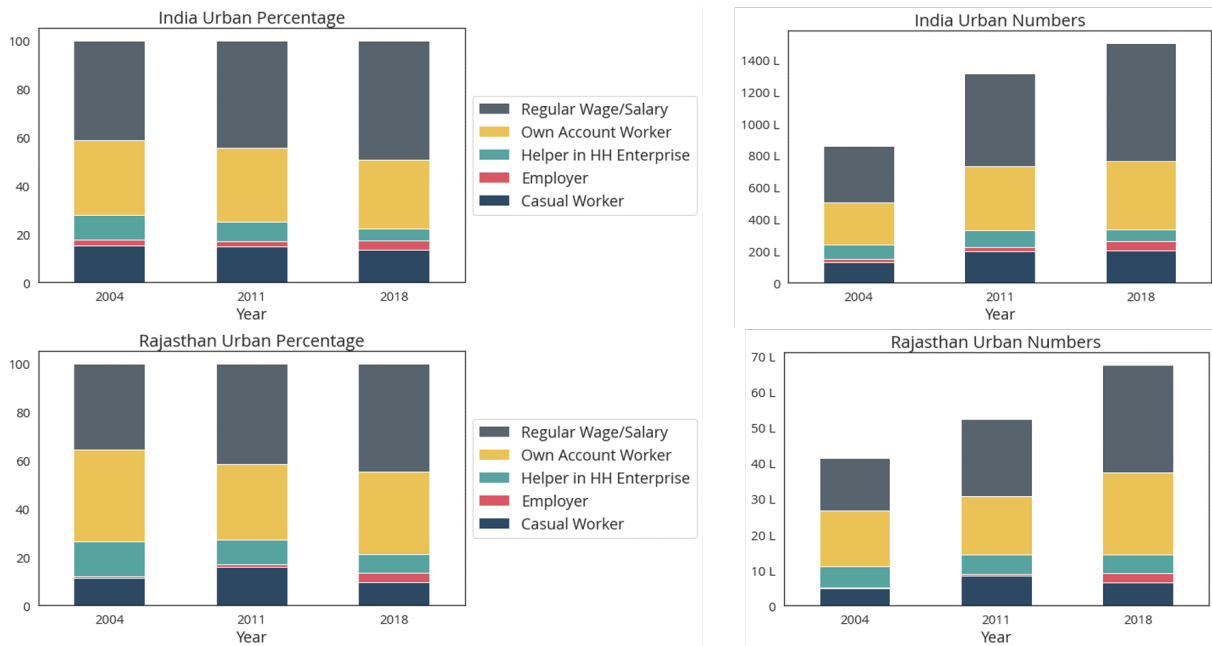 India Urban Percentage
100
80
60
40
20
0
2004 2011 2018
Year
Regular Wage/Salary
Own Account Worker
Helper in HH Enterprise
Employer
Casual Worker
India Urban Numbers
1400 L
1200 L
1000 L
800 L
600 L
400 L
200 L
0
2004 2011 2018
Year
Rajasthan Urban Percentage
100
80
60
40
20
0
2004 2011 2018
Year
Regular Wage/Salary
Own Account Worker
Helper in HH Enterprise
Employer
Casual Worker
Rajasthan Urban Numbers
70 L
60 L
50 L
40 L
30 L
20 L
10 L
0
2004 2011 2018
Year